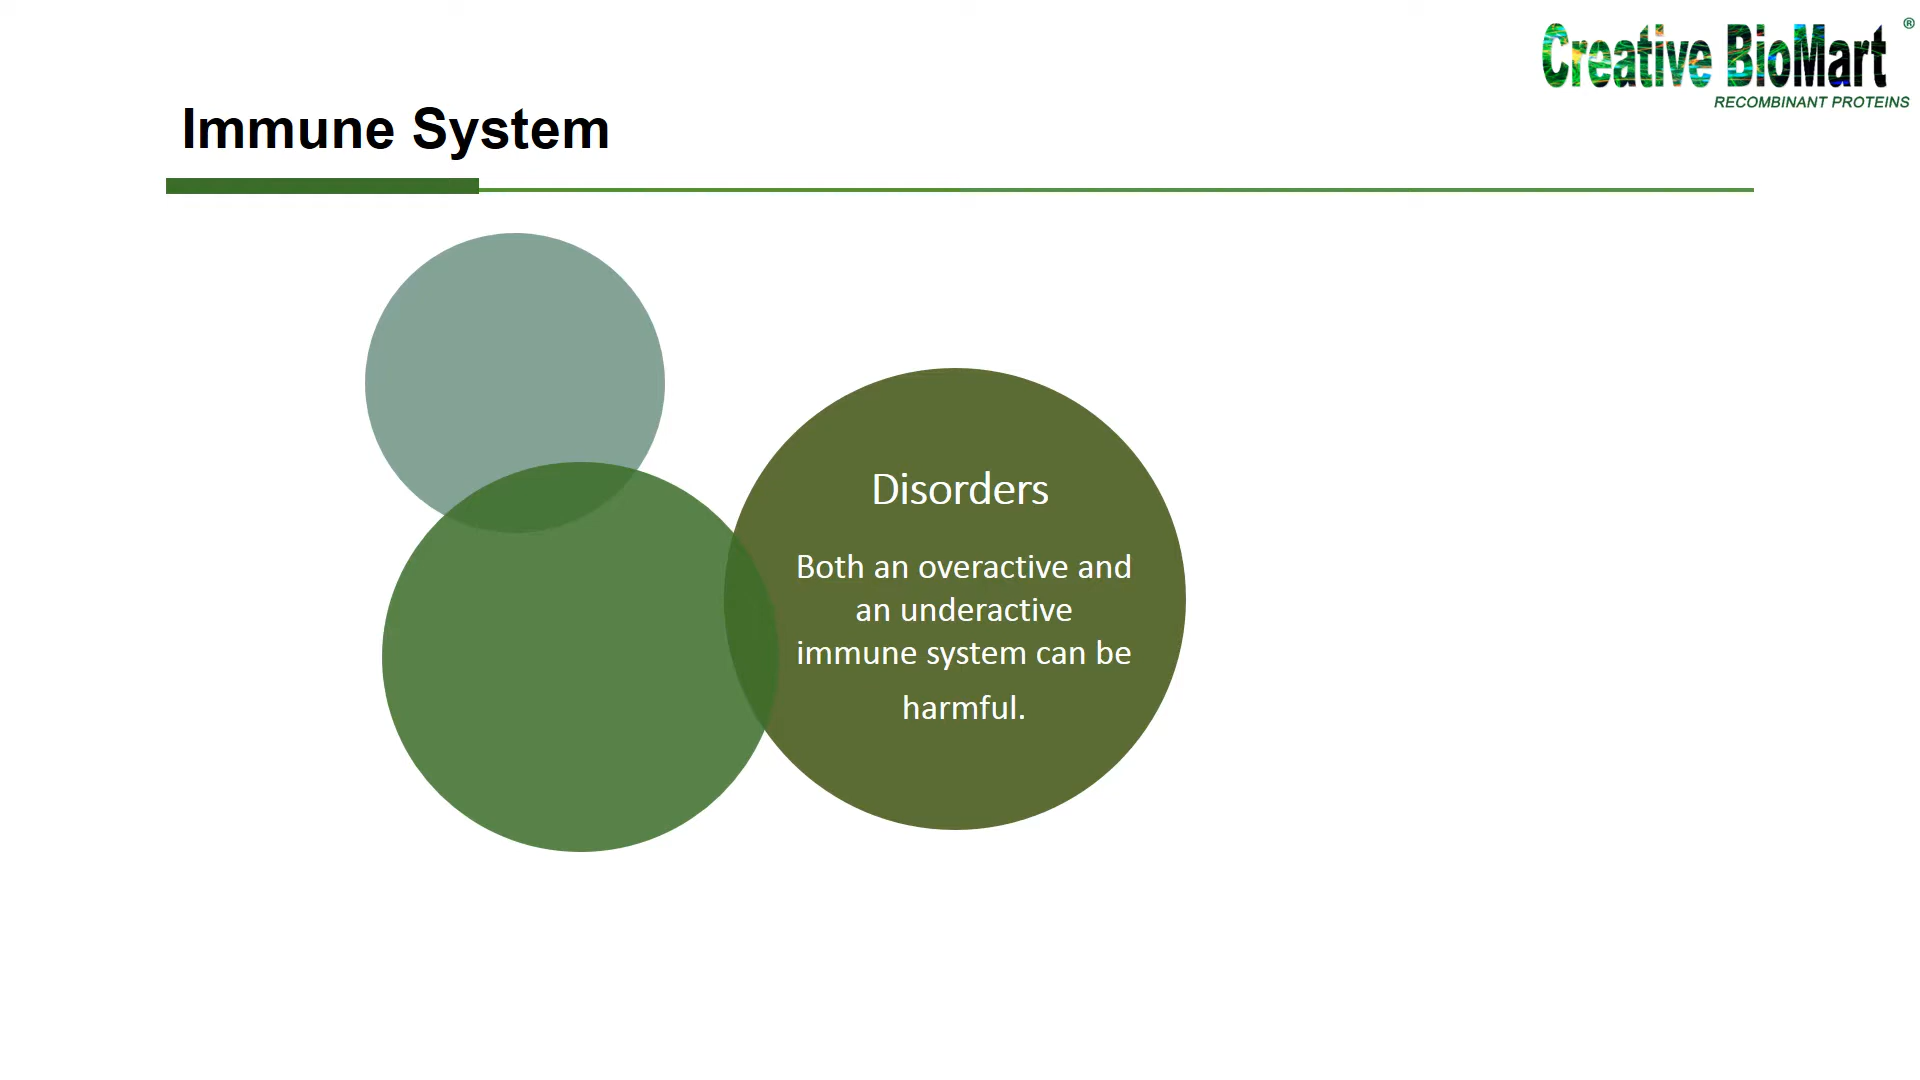 Creative BioMart ®
RECOMBINANT PROTEINS
Immune System
Disorders
Both an overactive and
an underactive
immune system can be
harmful.